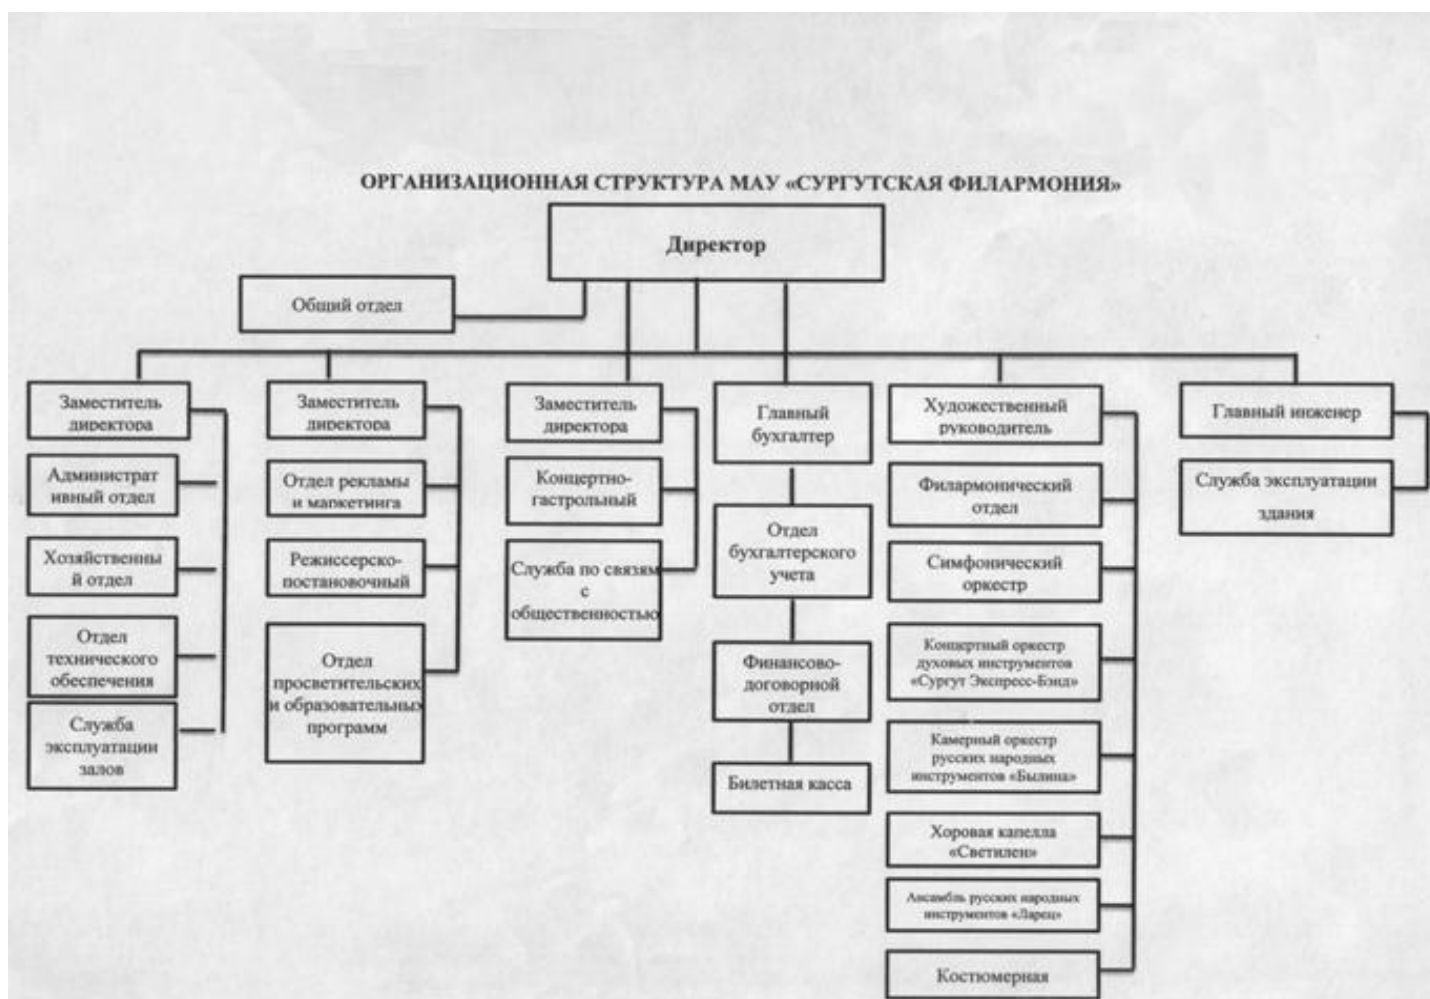 ОРГАНИЗАЦИОННАЯ СТРУКТУРА МАУ «СУРГУТСКАЯ ФИЛАРМОНИЯ»
Директор
Общий отдел
Заместитель
директора
Администрат
ивный отдел
Хозяйственны
й отдел
Отдел
технического
обеспечения
Служба
эксплуатации
залов
Заместитель
директора
Отдел рекламы
и маркетинга
Режиссерско-
постановочный
Отдел
просветительских
и образовательных
программ
Заместитель
директора
Концертно-
гастрольный
Служба по связям
с
общественностью
Главный
бухгалтер
Отдел
бухгалтерского
учета
Финансово-
договорной
отдел
Билетная касса
Художественный
руководитель
Филармонический
отдел
Симфонический
оркестр
Концертный оркестр
духовых инструментов
«Сургут Экспресс-Бэнд»
Камерный оркестр
русских народных
инструментов «Былина»
Хоровая капелла
«Светилен»
Ансамбль русских народных
инструментов «Ларец»
Костюмерная
Главный инженер
Служба эксплуатации
здания